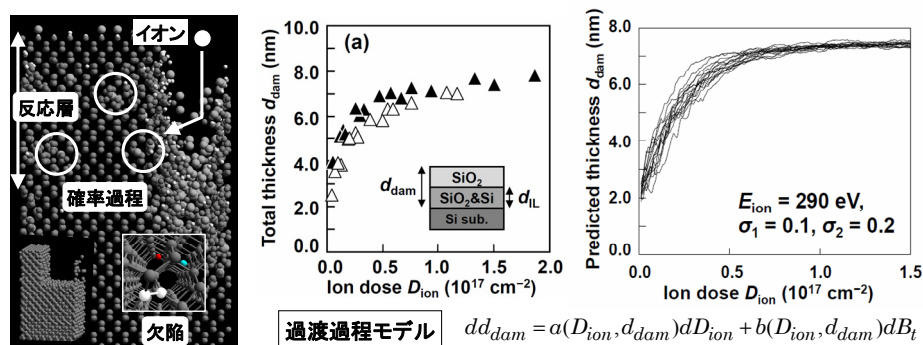 イオン
反応層
確率過程
欠陥
(a)
Total thickness d_dam (nm)
10.0
8.0
6.0
4.0
2.0
0.0
d_dam
SiO₂
SiO₂&Si
Si sub.
d_IL
0.0 0.5 1.0 1.5 2.0
Ion dose D_ion (10¹⁷ cm⁻²)
Predicted thickness d_dam (nm)
8.0
6.0
4.0
2.0
0.0
E_ion = 290 eV,
σ₁ = 0.1, σ₂ = 0.2
0.0 0.5 1.0 1.5
Ion dose D_ion (10¹⁷ cm⁻²)
過渡過程モデル
dd_dam = a(D_ion, d_dam)dD_ion + b(D_ion, d_dam)dB_t